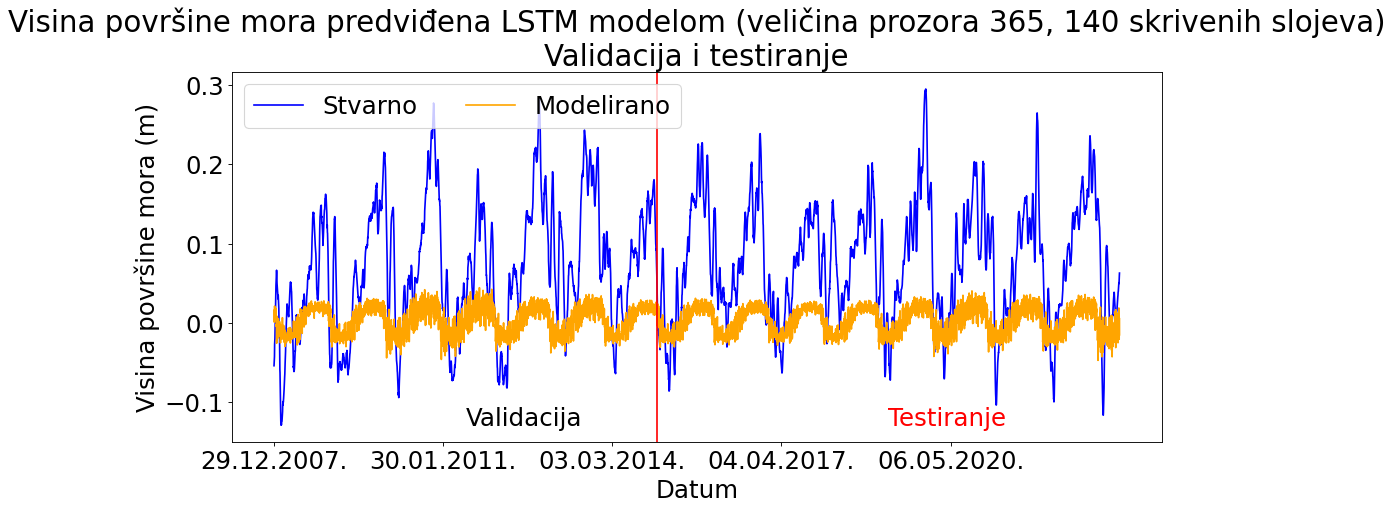 Visina površine mora predviđena LSTM modelom (veličina prozora 365, 140 skrivenih slojeva)
Validacija i testiranje
Stvarno
Modelirano
Visina površine mora (m)
0.3
0.2
0.1
0.0
−0.1
Validacija
Testiranje
29.12.2007.
30.01.2011.
03.03.2014.
04.04.2017.
06.05.2020.
Datum